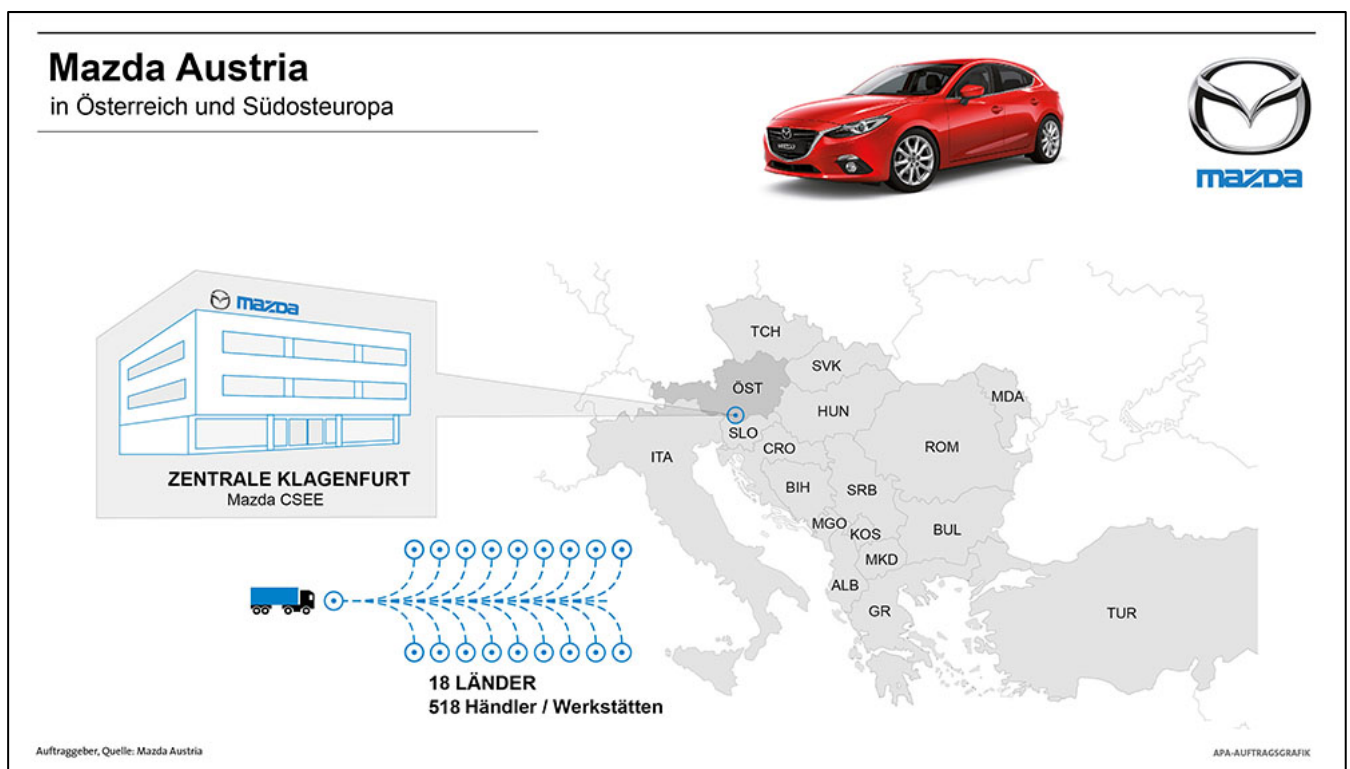 Mazda Austria
in Österreich und Südosteuropa
mazda
mazda
ZENTRALE KLAGENFURT
Mazda CSEE
TCH
SVK
ÖST
MDA
HUN
SLO
CRO
ROM
ITA
BIH
SRB
MGO
KOS
BUL
MKD
ALB
GR
TUR
18 LÄNDER
518 Händler / Werkstätten
Auftraggeber, Quelle: Mazda Austria
APA-AUFTRAGSGRAFIK